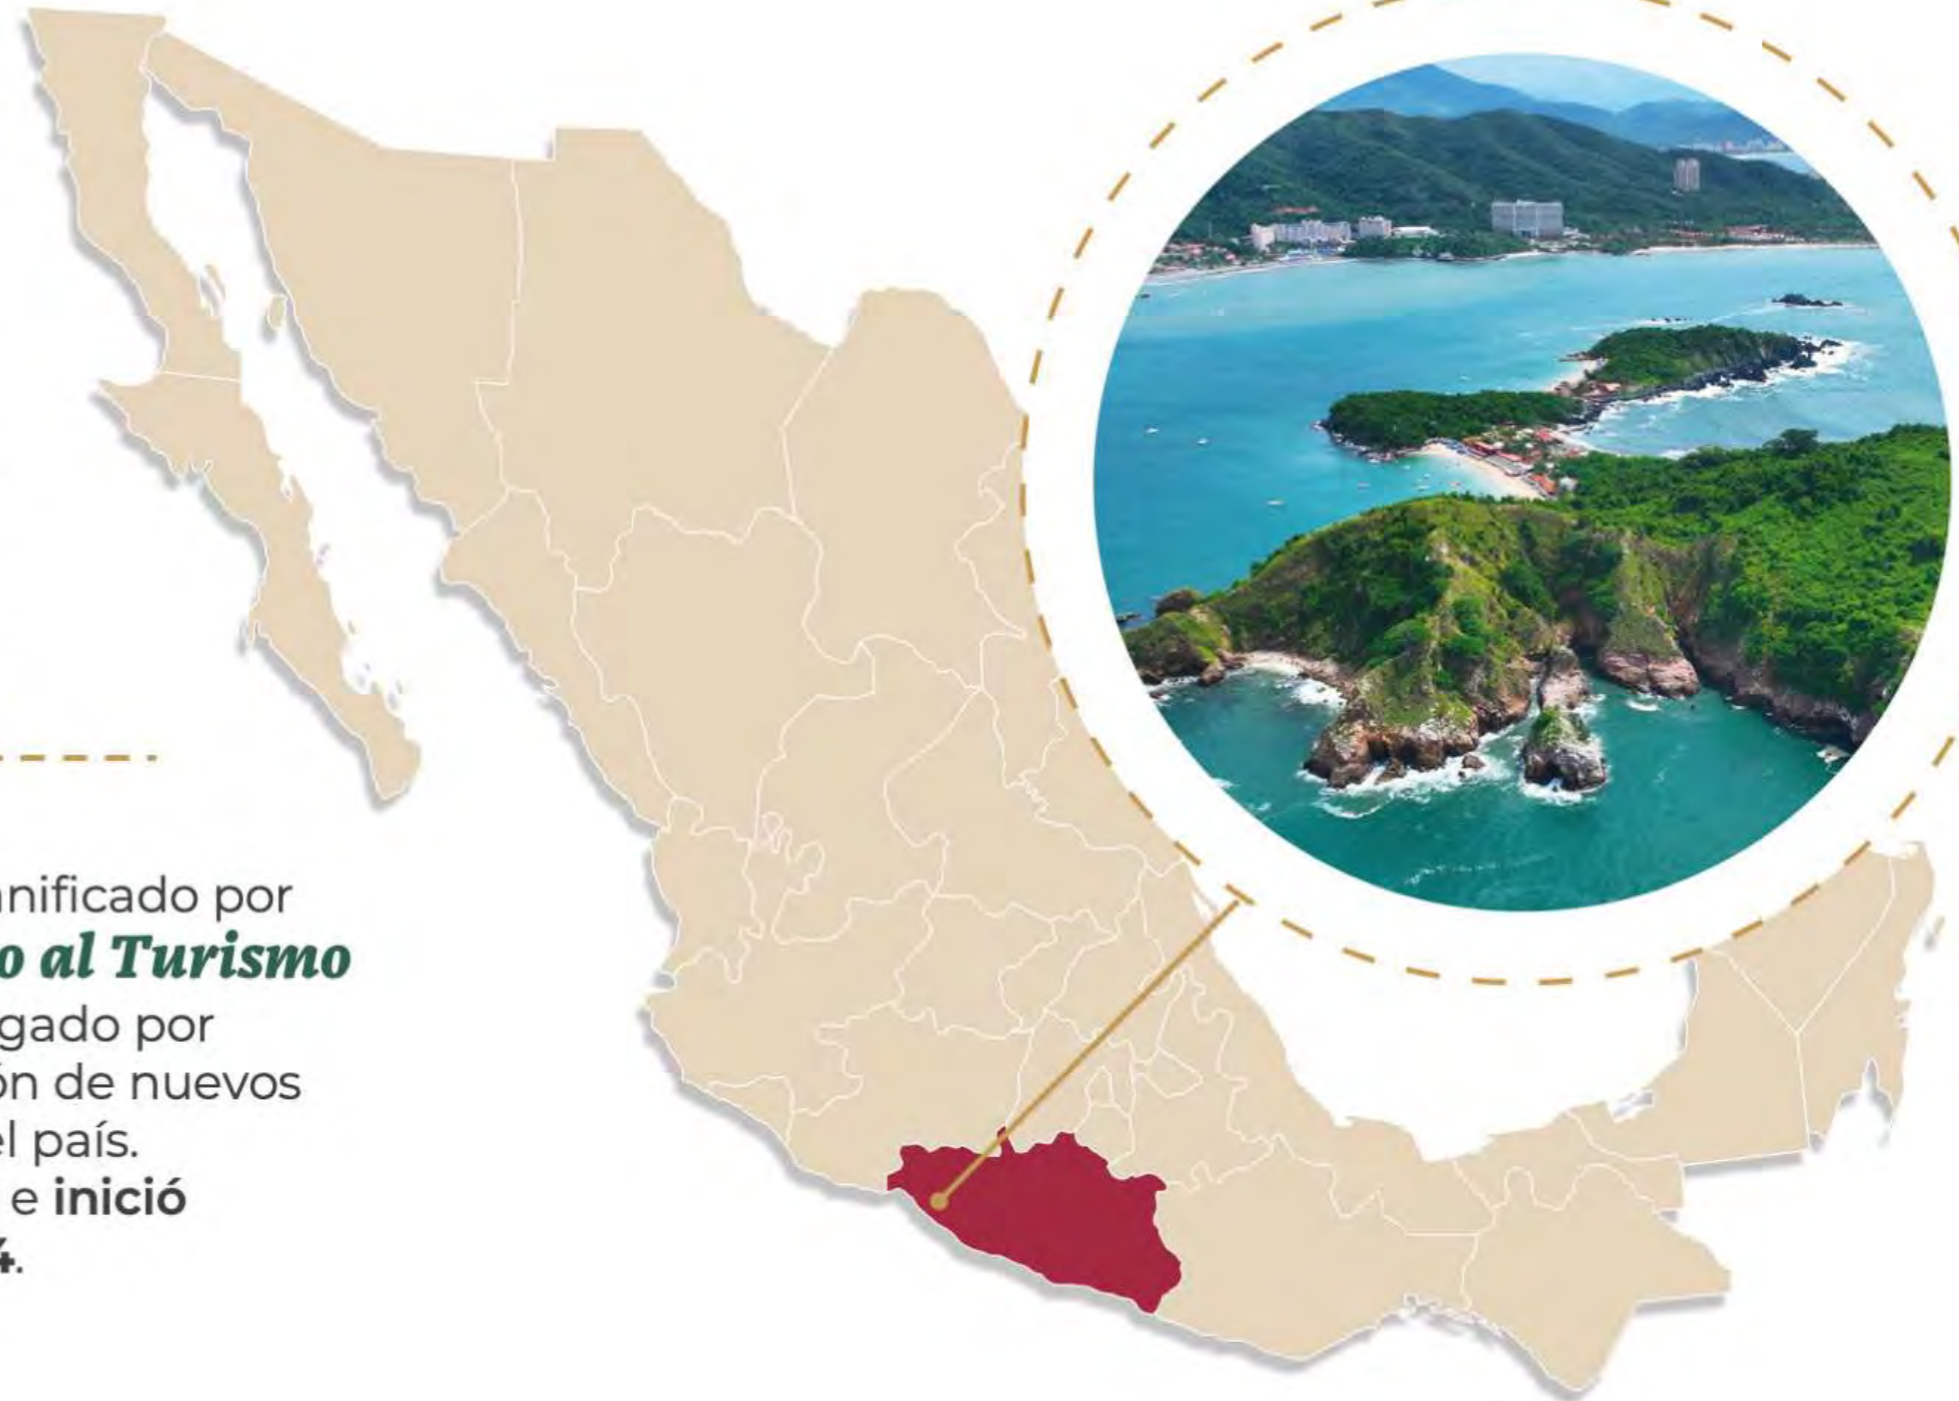 nificado por
o al Turismo
gado por
ón de nuevos
el país.
e inició
4.